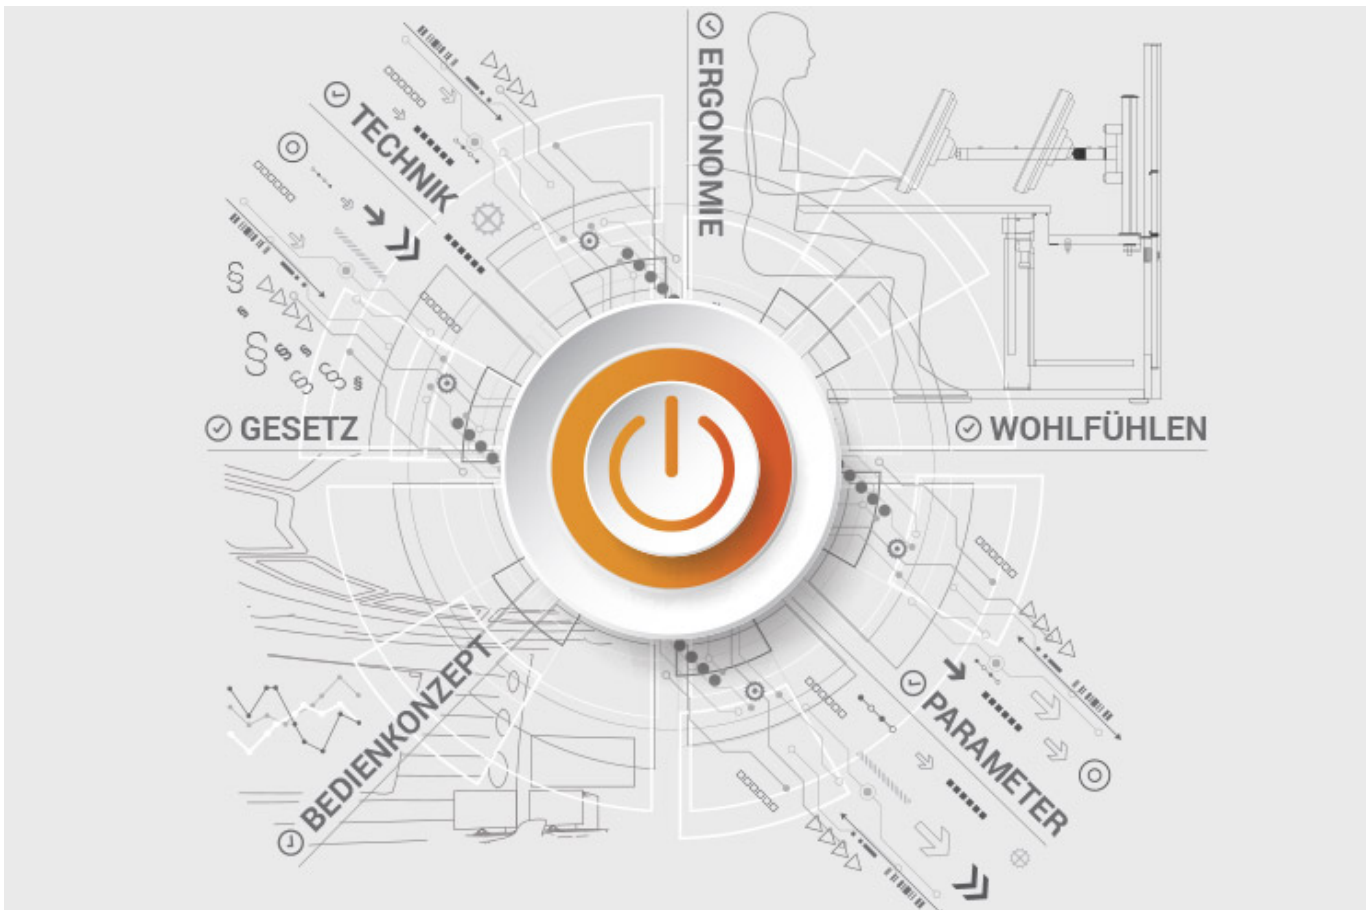 ERGONOMIE
TECHNIK
§
§
§
§
§
§
§
§
GESETZ
WOHLFÜHLEN
BEDIENKONZEPT
PARAMETER